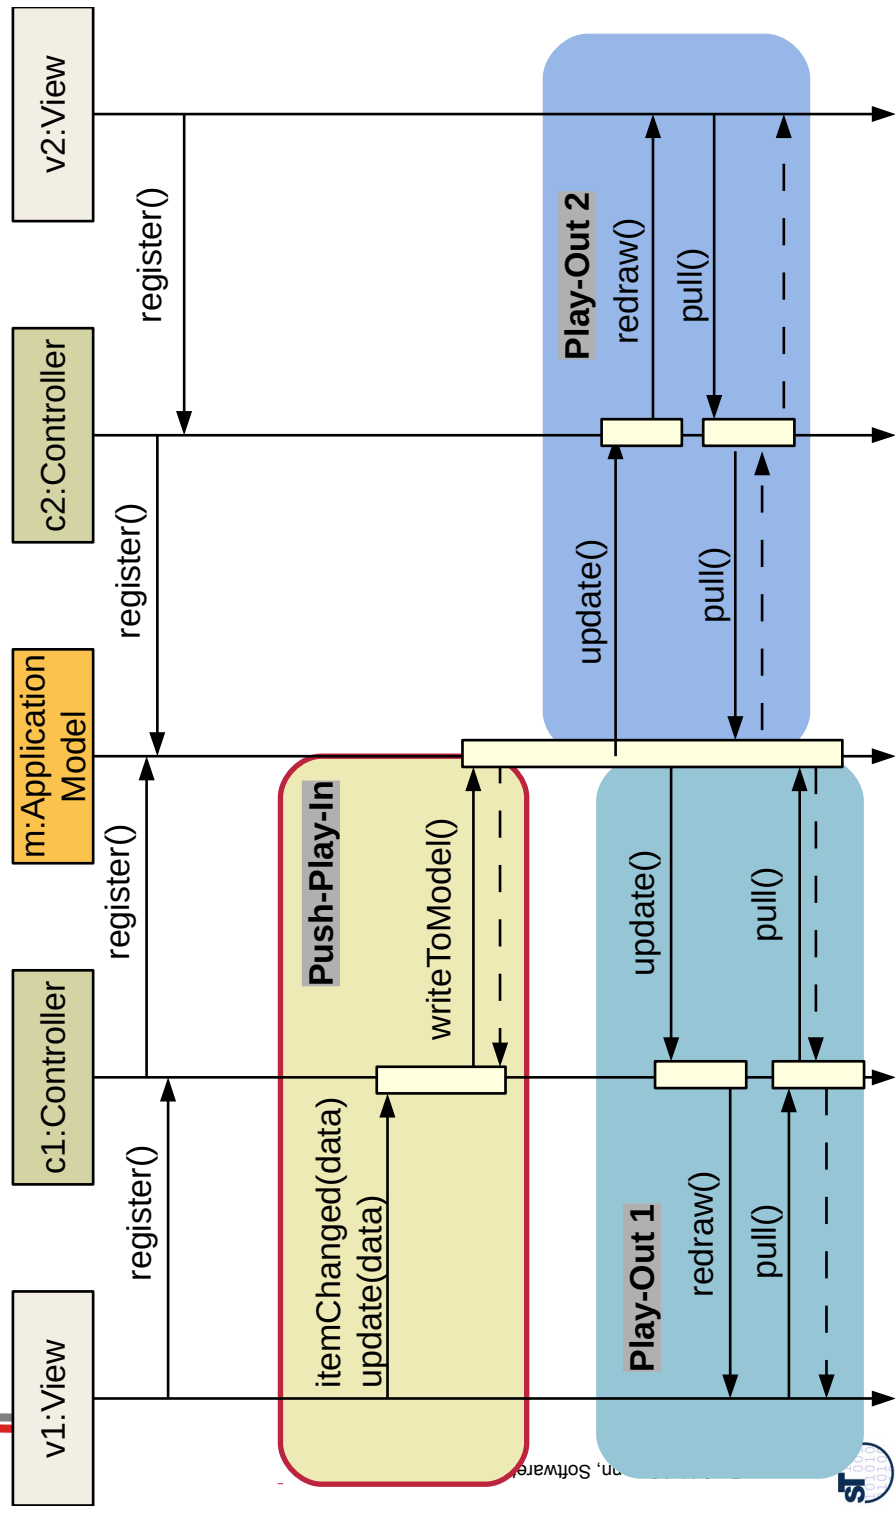 v1:View
c1:Controller
m:Application
Model
c2:Controller
v2:View
register()
register()
register()
register()
Push-Play-In
itemChanged(data)
update(data)
writeToModel()
Play-Out 2
update()
redraw()
pull()
pull()
Play-Out 1
update()
redraw()
pull()
pull()